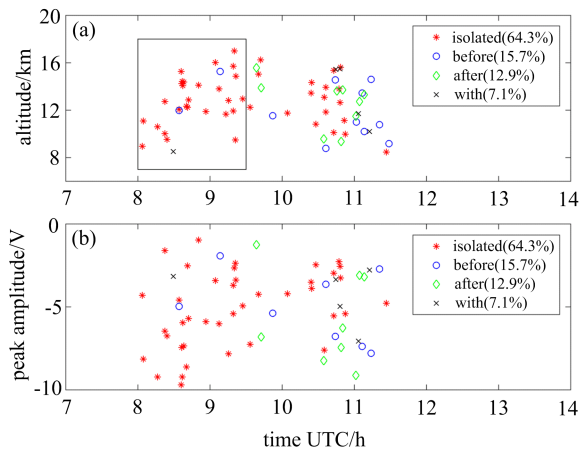 20
16
12
8
altitude/km
(a)
isolated(64.3%)
before(15.7%)
after(12.9%)
with(7.1%)
7 8 9 10 11 12 13 14
0
-5
-10
peak amplitude/V
(b)
isolated(64.3%)
before(15.7%)
after(12.9%)
with(7.1%)
7 8 9 10 11 12 13 14
time UTC/h